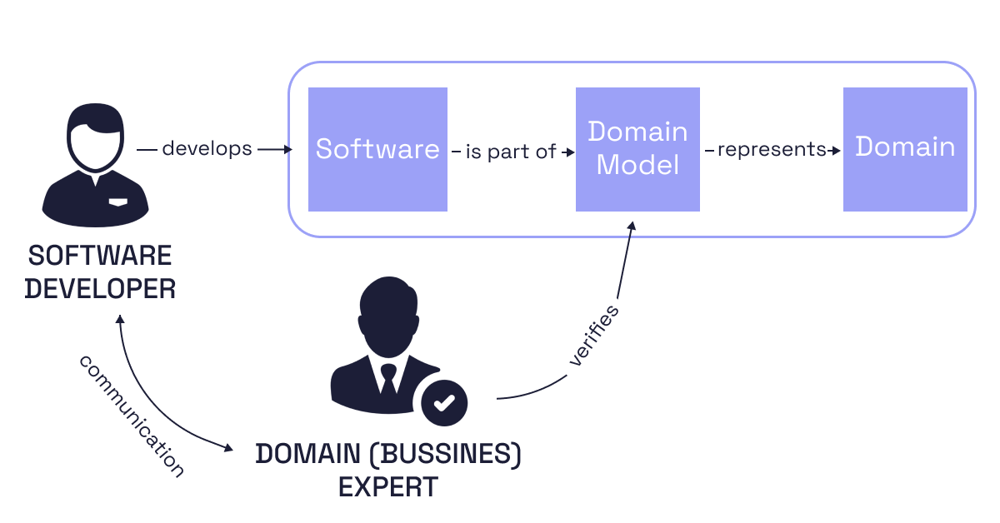 develops
Software
is part of
Domain
Model
represents
Domain
SOFTWARE
DEVELOPER
communication
verifies
DOMAIN (BUSSINES)
EXPERT